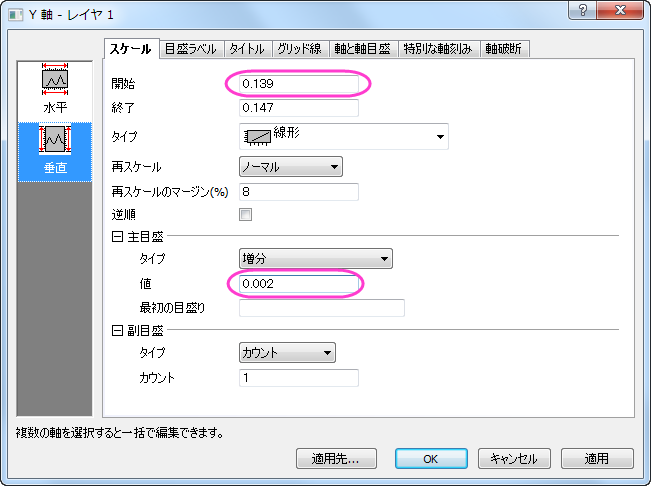 Y 軸 - レイヤ 1
スケール 目盛ラベル タイトル グリッド線 軸と軸目盛 特別な軸刻み 軸破断
水平
垂直
開始 0.139
終了 0.147
タイプ 線形
再スケール ノーマル
再スケールのマージン(%) 8
逆順
主目盛
タイプ 増分
値 0.002
最初の目盛り
副目盛
タイプ カウント
カウント 1
複数の軸を選択すると一括で編集できます。
適用先... OK キャンセル 適用